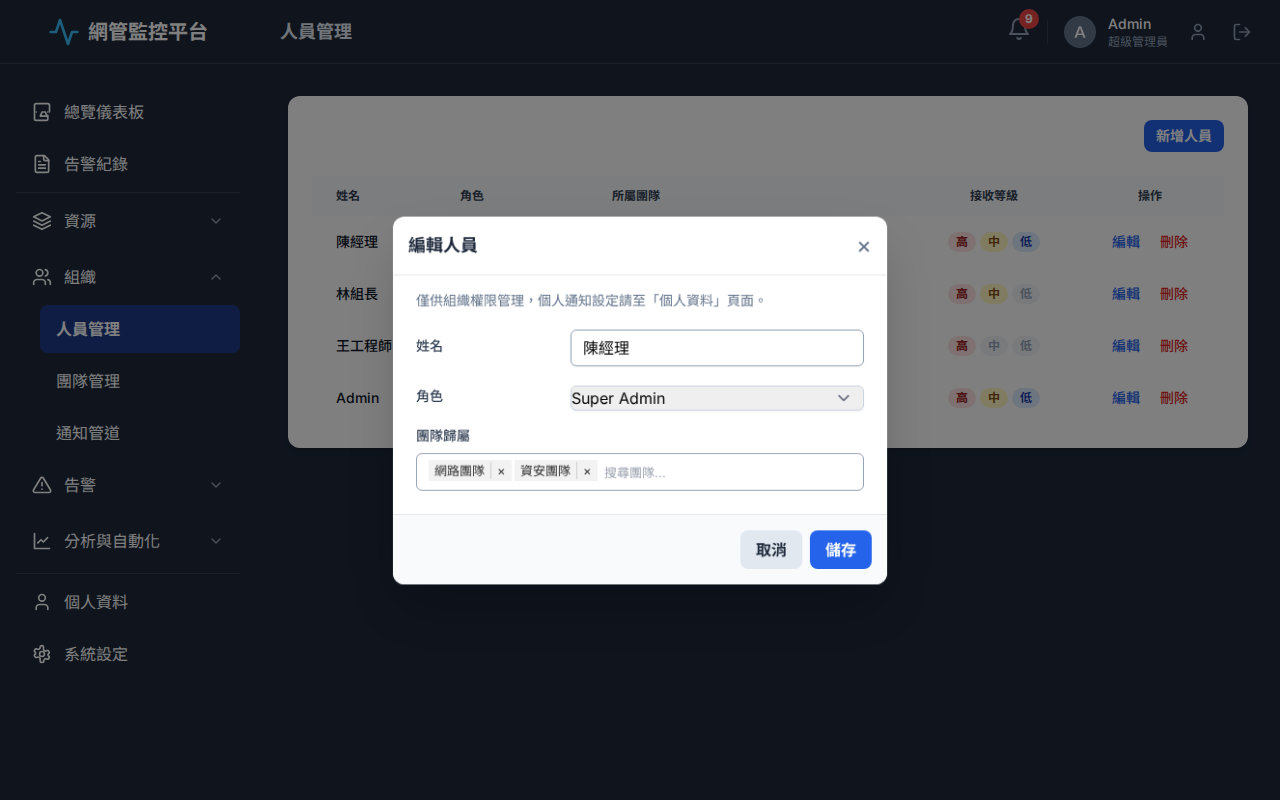 網管監控平台
人員管理
9
A
Admin
超級管理員
總覽儀表板
告警紀錄
資源
組織
人員管理
團隊管理
通知管道
告警
分析與自動化
個人資料
系統設定
新增人員
姓名 角色 所屬團隊 接收等級 操作
陳經理 高 中 低 編輯 刪除
林組長 高 中 低 編輯 刪除
王工程師 高 中 低 編輯 刪除
Admin 高 中 低 編輯 刪除
編輯人員 ×
僅供組織權限管理，個人通知設定請至「個人資料」頁面。
姓名 陳經理
角色 Super Admin
團隊歸屬
網路團隊 × 資安團隊 × 搜尋團隊...
取消 儲存